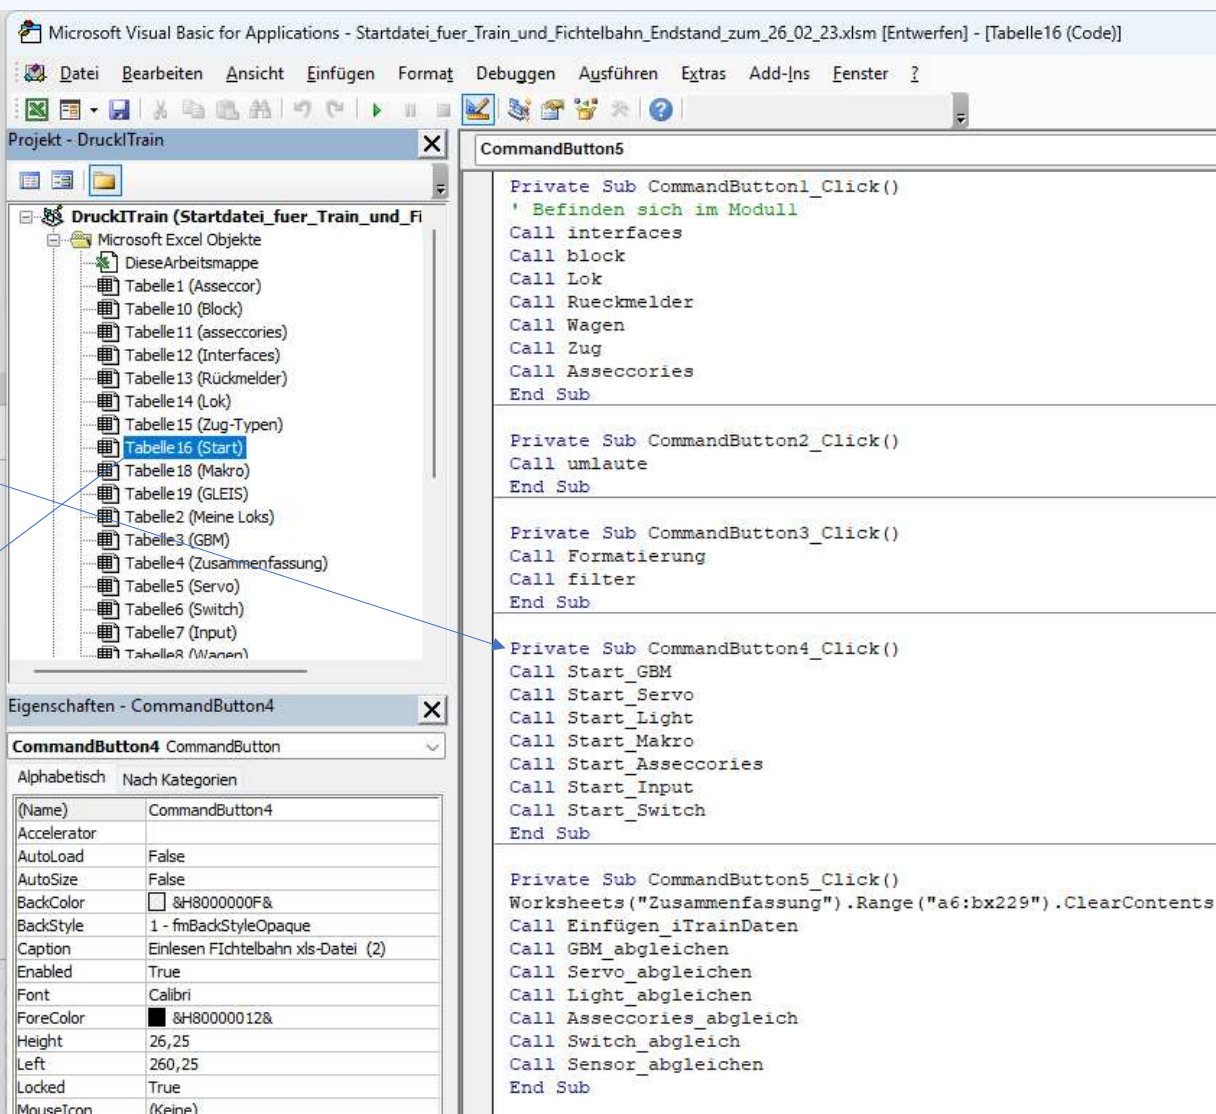 Microsoft Visual Basic for Applications - Startdatei_fuer_Train_und_Fichtelbahn_Endstand_zum_26_02_23.xlsm [Entwerfen] - [Tabelle16 (Code)]
Datei Bearbeiten Ansicht Einfügen Format Debuggen Ausführen Extras Add-Ins Fenster ?
Projekt - DruckITrain
DruckITrain (Startdatei_fuer_Train_und_Fi
Microsoft Excel Objekte
DieseArbeitsmappe
Tabelle1 (Asseccor)
Tabelle10 (Block)
Tabelle11 (asseccories)
Tabelle12 (Interfaces)
Tabelle13 (Rückmelder)
Tabelle14 (Lok)
Tabelle15 (Zug-Typen)
Tabelle16 (Start)
Tabelle18 (Makro)
Tabelle19 (GLEIS)
Tabelle2 (Meine Loks)
Tabelle3 (GBM)
Tabelle4 (Zusammenfassung)
Tabelle5 (Servo)
Tabelle6 (Switch)
Tabelle7 (Input)
Tabelle8 (Wagen)
Eigenschaften - CommandButton4
CommandButton4 CommandButton
Alphabetisch Nach Kategorien
(Name) CommandButton4
Accelerator
AutoLoad False
AutoSize False
BackColor &H8000000F&
BackStyle 1 - fmBackStyleOpaque
Caption Einlesen FIchtelbahn xls-Datei (2)
Enabled True
Font Calibri
ForeColor &H80000012&
Height 26,25
Left 260,25
Locked True
MouseIcon (Keine)
CommandButton5
Private Sub CommandButton1_Click()
' Befinden sich im Modull
Call interfaces
Call block
Call Lok
Call Rueckmelder
Call Wagen
Call Zug
Call Asseccories
End Sub
Private Sub CommandButton2_Click()
Call umlaute
End Sub
Private Sub CommandButton3_Click()
Call Formatierung
Call filter
End Sub
Private Sub CommandButton4_Click()
Call Start_GBM
Call Start_Servo
Call Start_Light
Call Start_Makro
Call Start_Asseccories
Call Start_Input
Call Start_Switch
End Sub
Private Sub CommandButton5_Click()
Worksheets("Zusammenfassung").Range("a6:bx229").ClearContents
Call Einfügen_iTrainDaten
Call GBM_abgleichen
Call Servo_abgleichen
Call Light_abgleichen
Call Asseccories_abgleich
Call Switch_abgleich
Call Sensor_abgleichen
End Sub